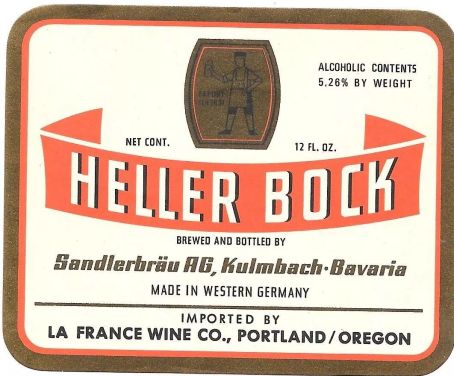 ALCOHOLIC CONTENTS
5.26% BY WEIGHT
EXPORT
NET CONT.
12 FL. OZ.
HELLER BOCK
BREWED AND BOTTLED BY
Sandlerbräu AG, Kulmbach·Bavaria
MADE IN WESTERN GERMANY
IMPORTED BY
LA FRANCE WINE CO., PORTLAND/OREGON